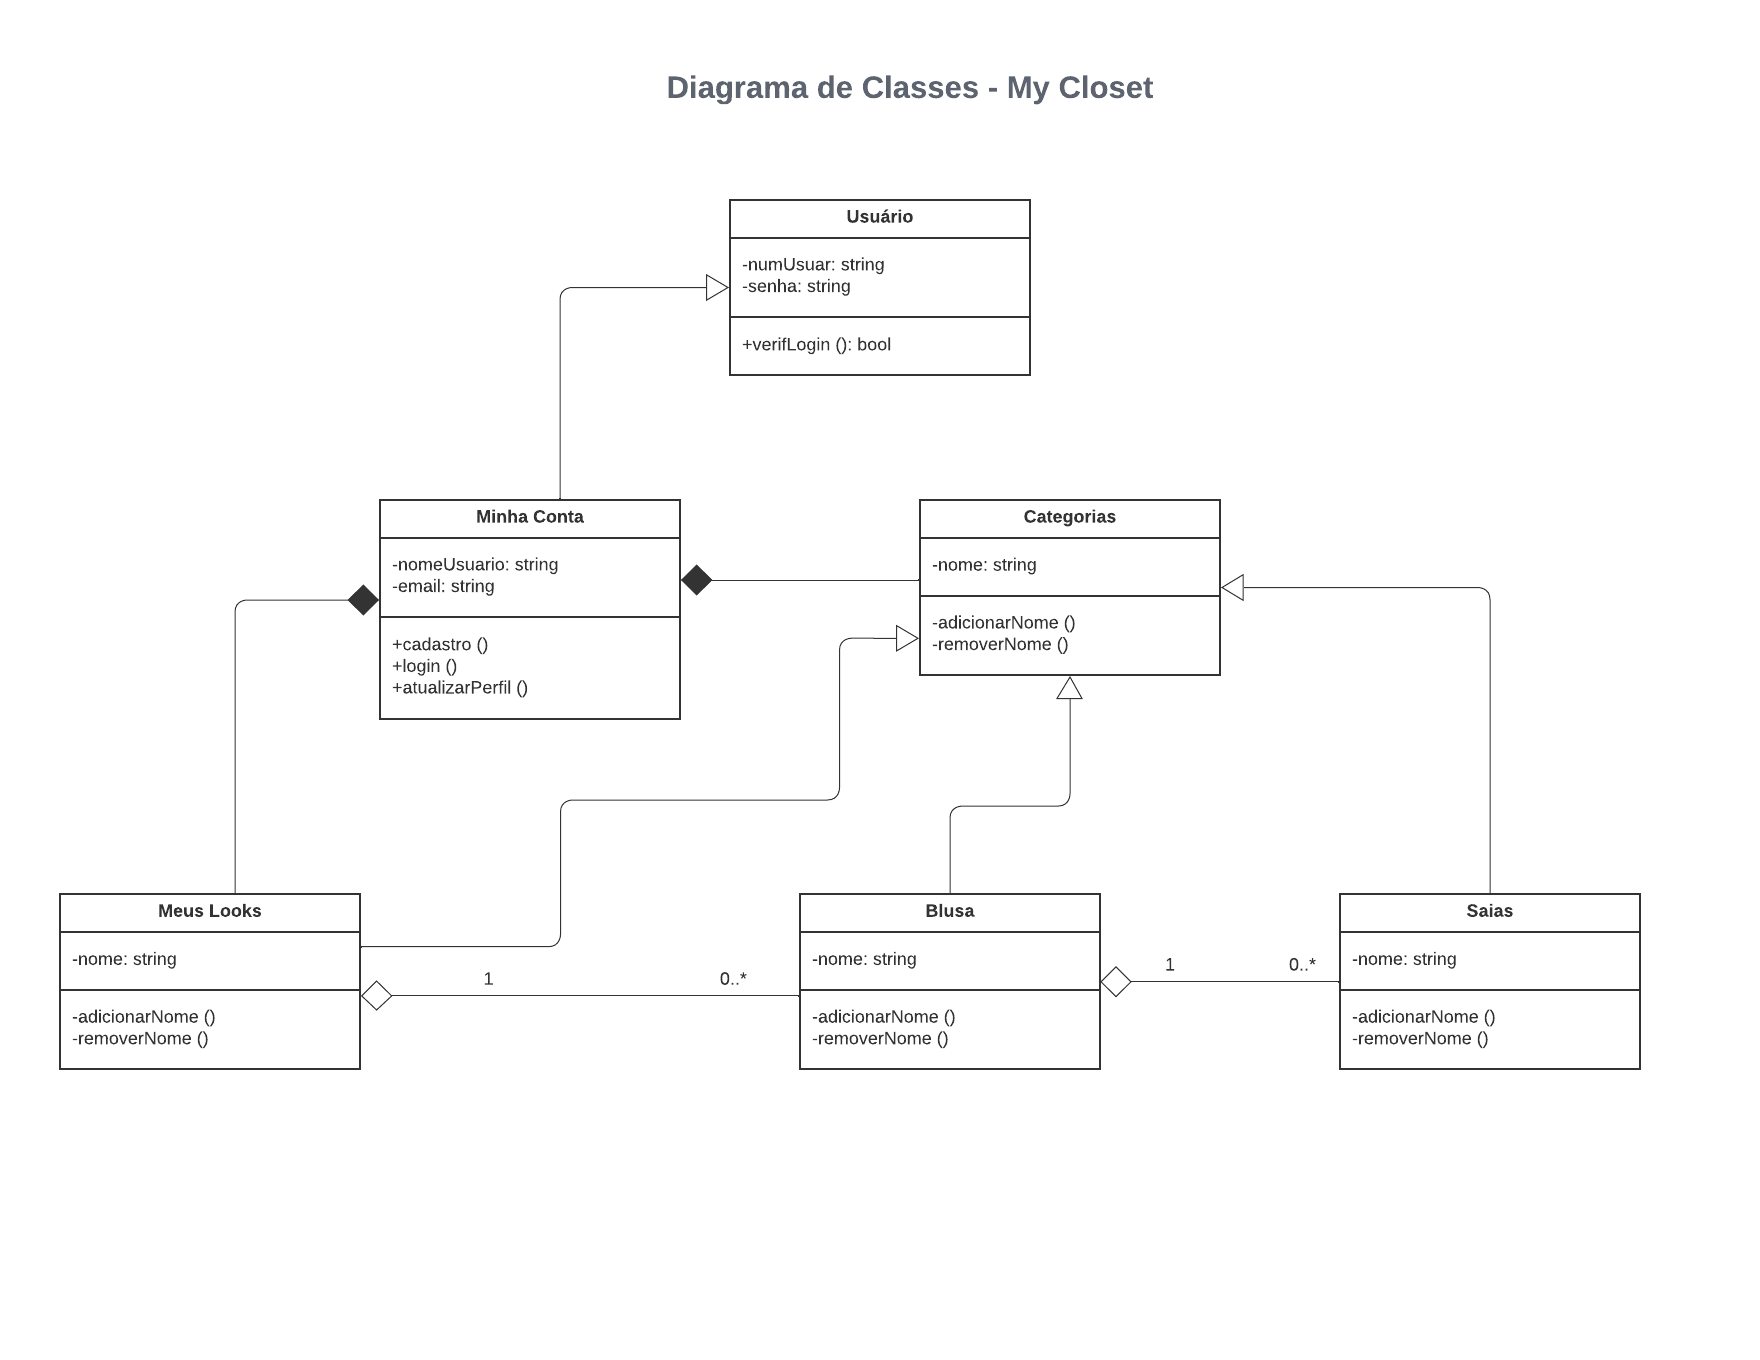 Diagrama de Classes - My Closet
Usuário
-numUsuar: string
-senha: string
+verifLogin (): bool
Minha Conta
-nomeUsuario: string
-email: string
+cadastro ()
+login ()
+atualizarPerfil ()
Categorias
-nome: string
-adicionarNome ()
-removerNome ()
Meus Looks
-nome: string
-adicionarNome ()
-removerNome ()
1
0..*
Blusa
-nome: string
-adicionarNome ()
-removerNome ()
1
0..*
Saias
-nome: string
-adicionarNome ()
-removerNome ()